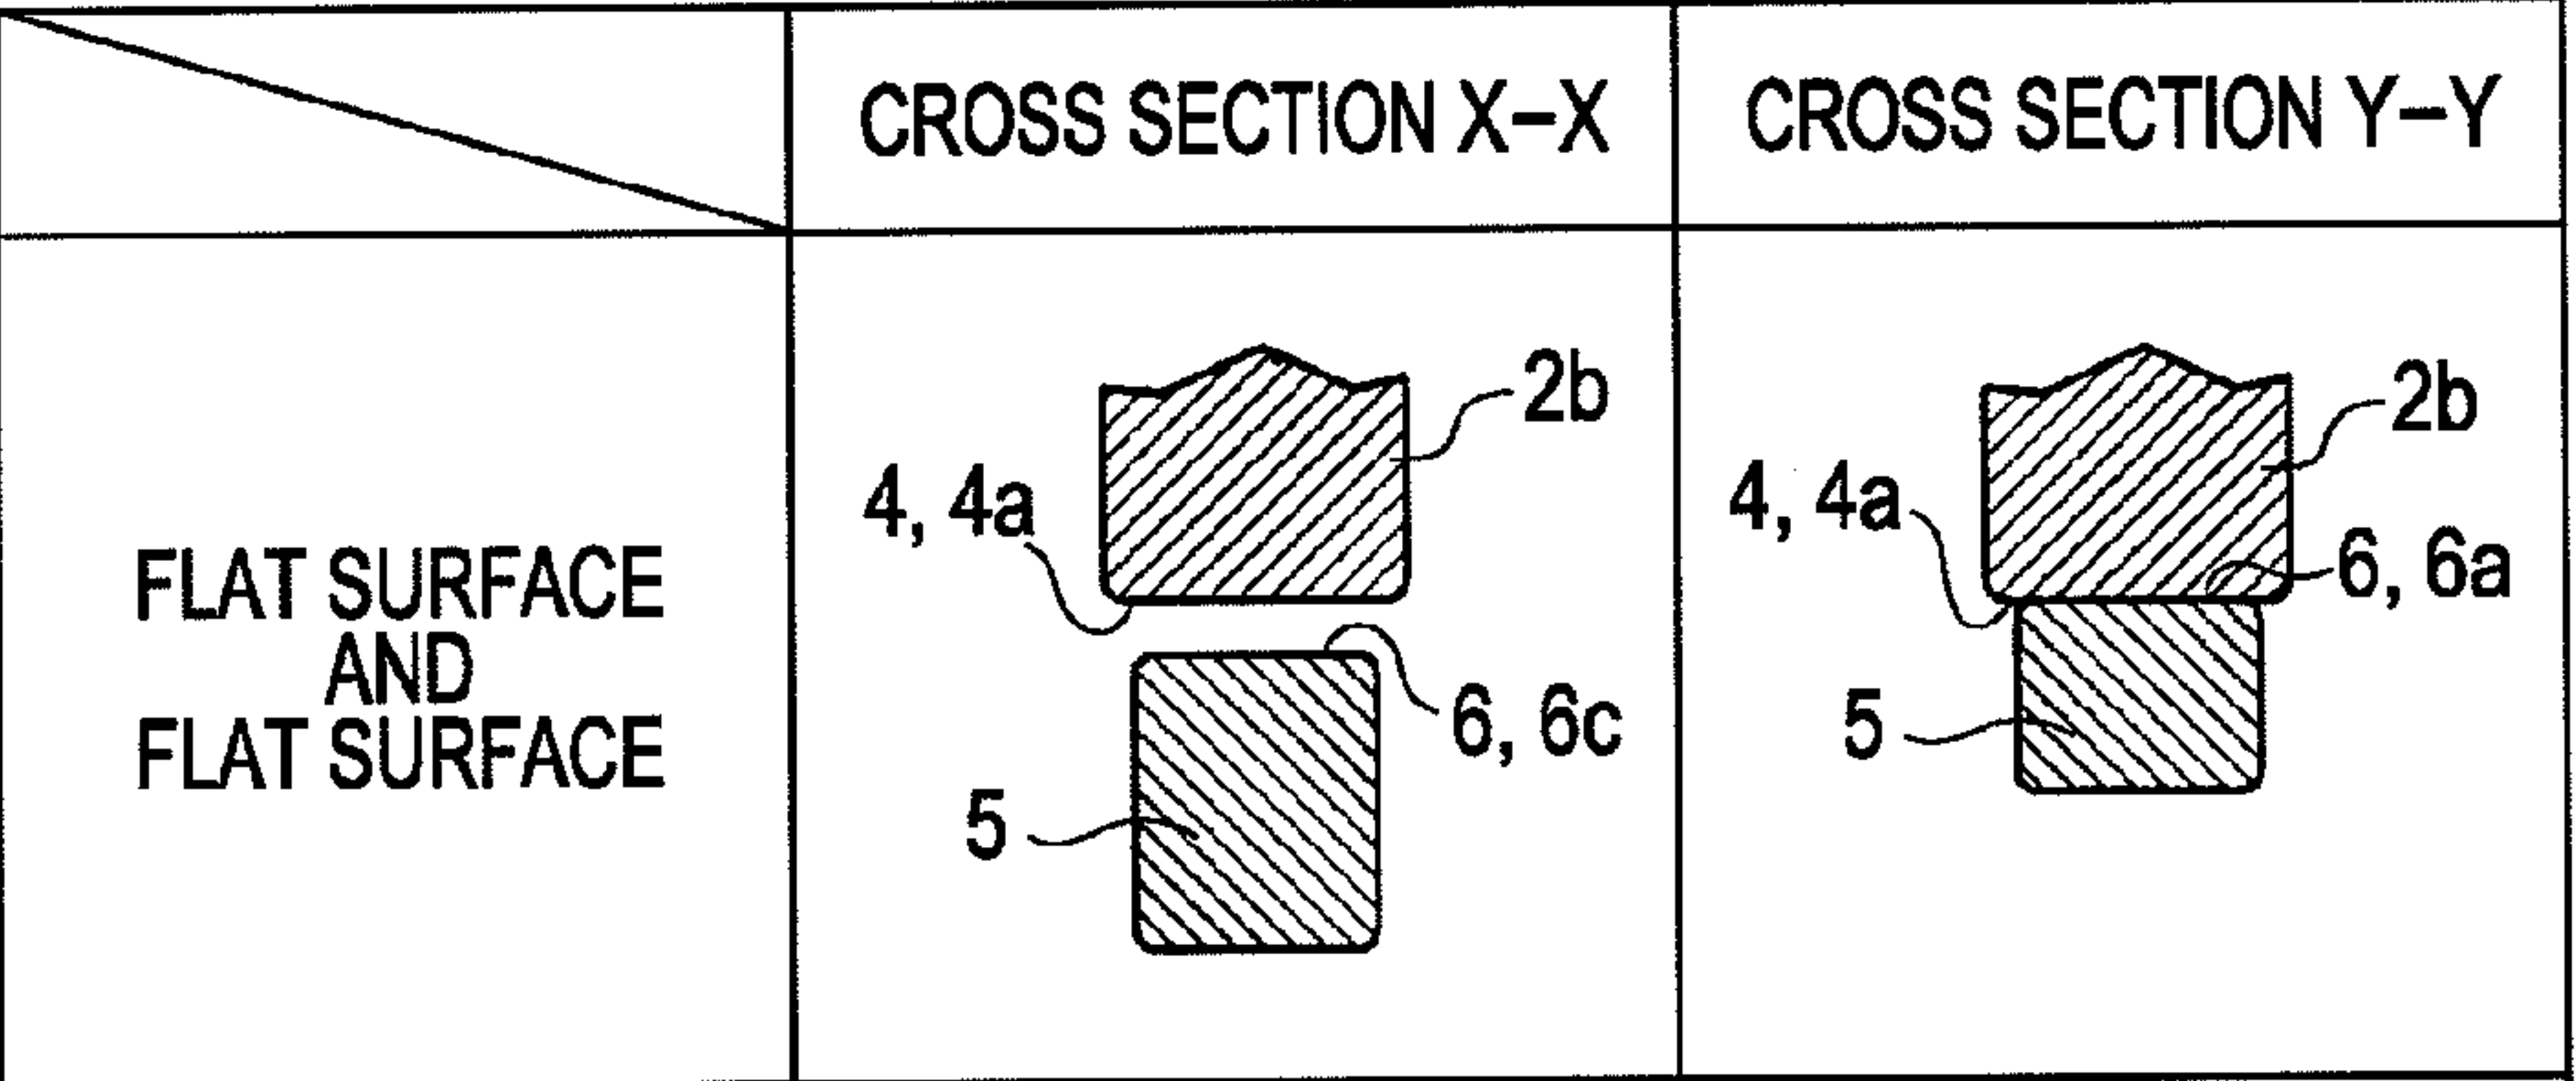 CROSS SECTION X–X
CROSS SECTION Y–Y
FLAT SURFACE
AND
FLAT SURFACE
2b
4, 4a
6, 6c
5
2b
4, 4a
6, 6a
5